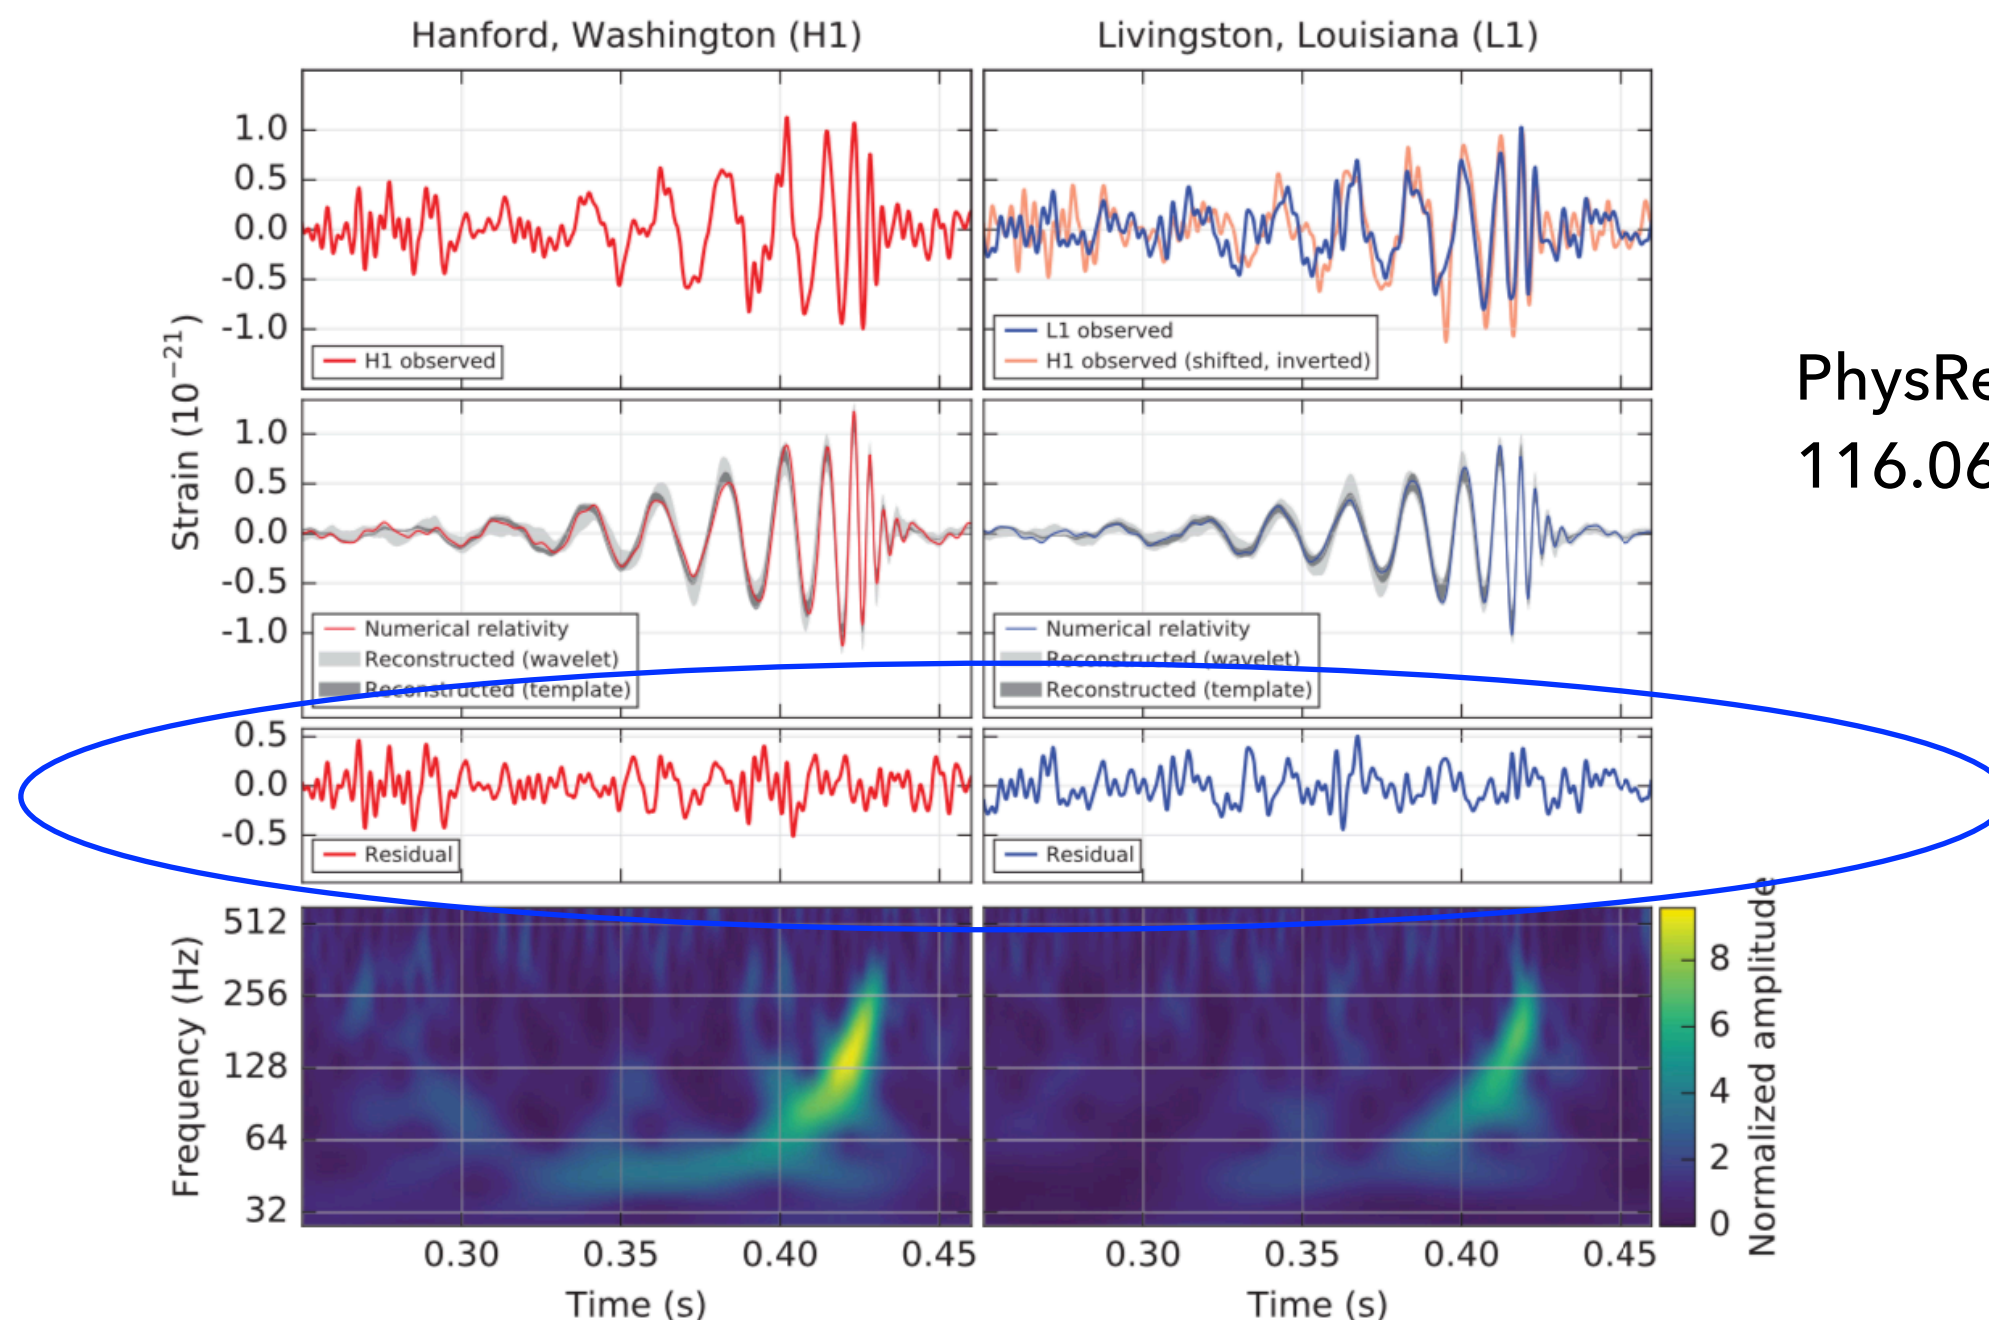 Hanford, Washington (H1)
Livingston, Louisiana (L1)
1.0
0.5
0.0
-0.5
-1.0
H1 observed
L1 observed
H1 observed (shifted, inverted)
Strain (10⁻²¹)
1.0
0.5
0.0
-0.5
-1.0
Numerical relativity
Reconstructed (wavelet)
Reconstructed (template)
Numerical relativity
Reconstructed (wavelet)
Reconstructed (template)
0.5
0.0
-0.5
Residual
Residual
Frequency (Hz)
512
256
128
64
32
8
6
4
2
0
Normalized amplitude
0.30 0.35 0.40 0.45
0.30 0.35 0.40 0.45
Time (s)
Time (s)
PhysRe
116.06